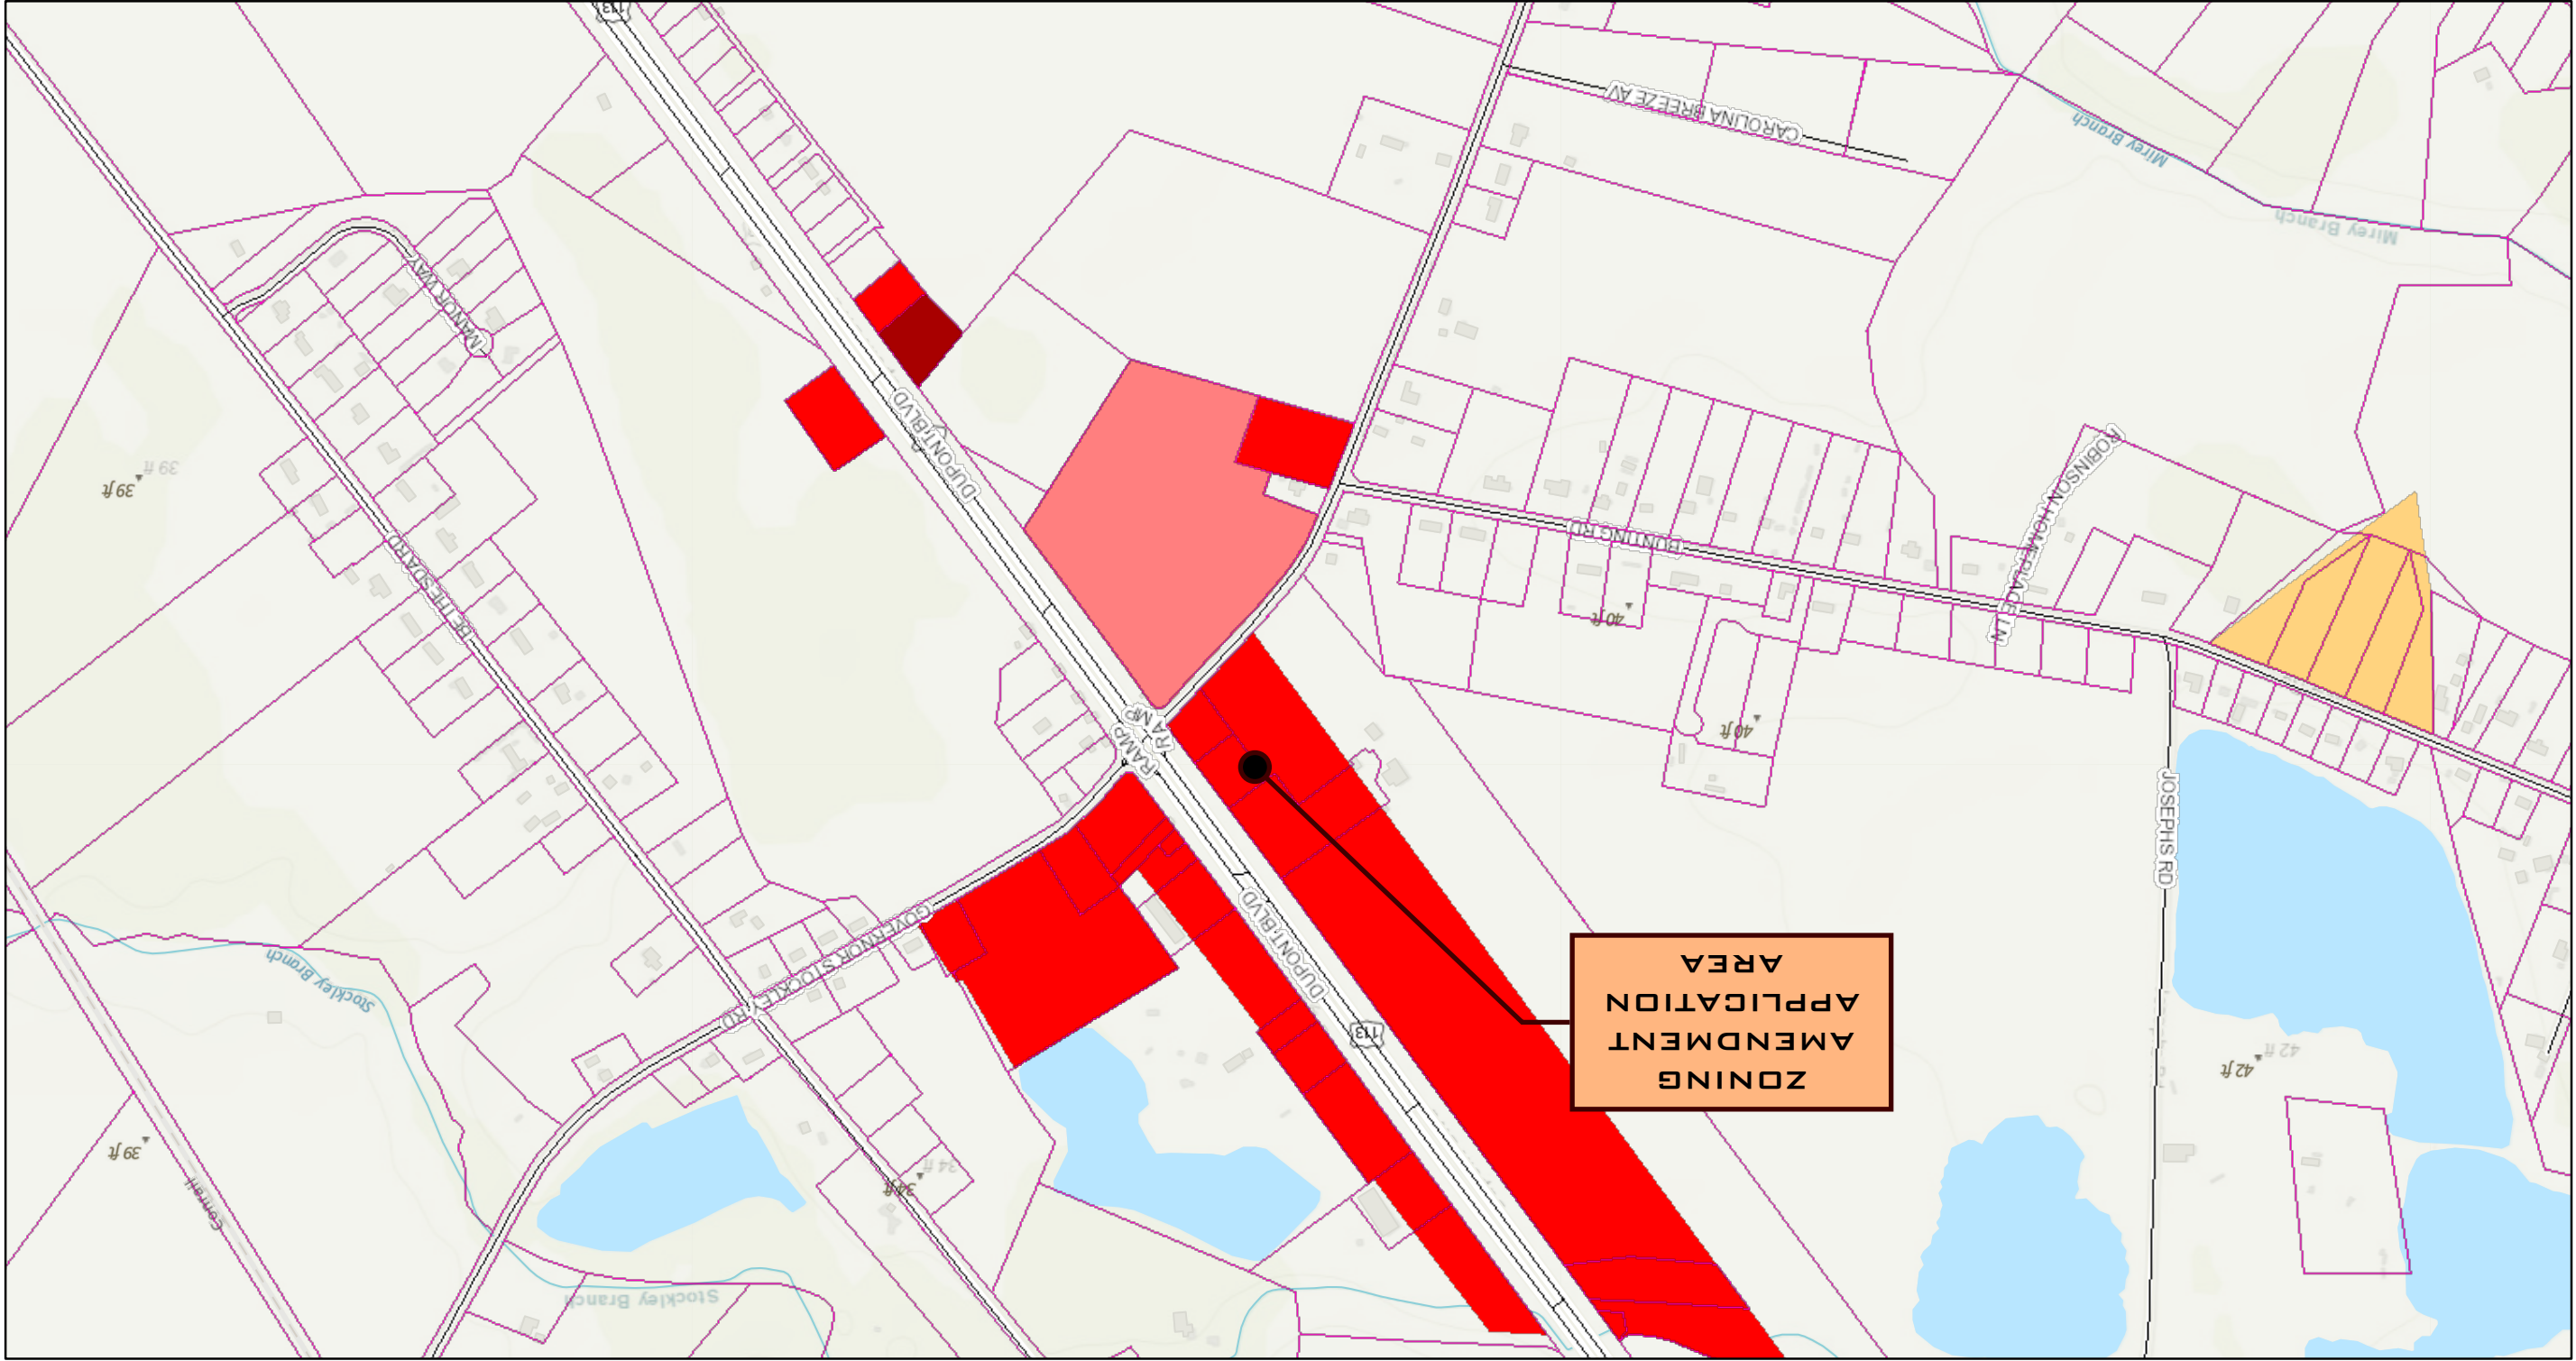 Stockley Branch
Conrail
34 ft
34 ft
39 ft
42 ft
42 ft
113
ZONING
AMENDMENT
APPLICATION
AREA
Stockley Branch
GOVERNOR STOCKLEY RD
DUPONT BLVD
JOSEPHS RD
RAMP
RAMP
40 ft
40 ft
BETHESDA RD
ROBINSON HOMEPLACE LN
BUNTING RD
39 ft
39 ft
DUPONT BLVD
MANOR WAY
Mirey Branch
Mirey Branch
CAROLINA BREEZE AV
113